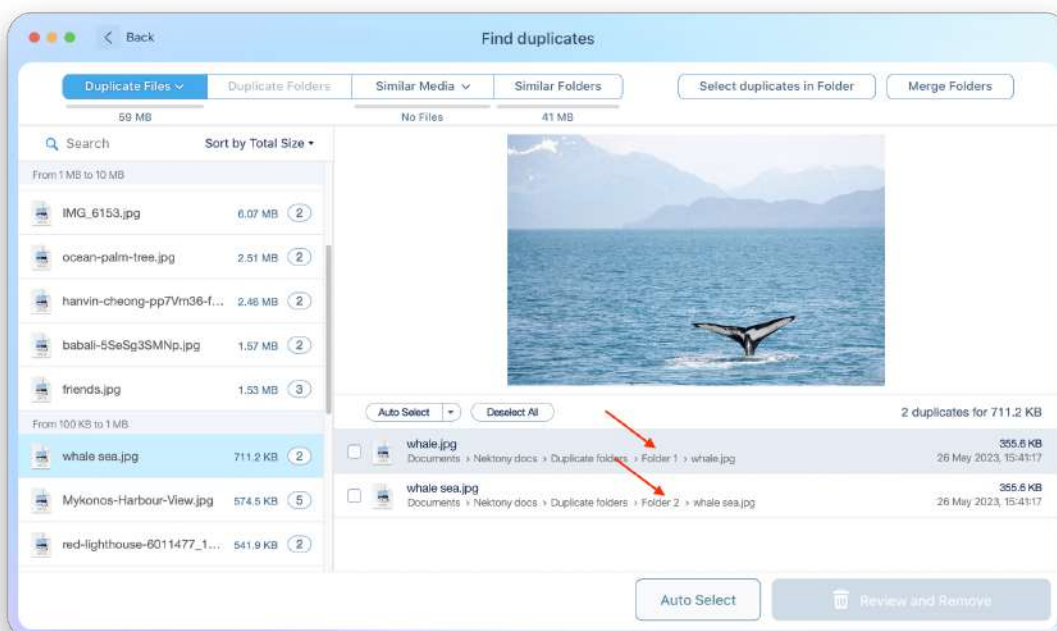 Back
Find duplicates
Duplicate Files
Duplicate Folders
Similar Media
Similar Folders
Select duplicates in Folder
Merge Folders
59 MB
No Files
41 MB
Search
Sort by Total Size
From 1 MB to 10 MB
IMG_6153.jpg 6.07 MB 2
ocean-palm-tree.jpg 2.51 MB 2
hanvin-cheong-pp7Vm36-f... 2.46 MB 2
babali-5SeSg3SMNp.jpg 1.57 MB 2
friends.jpg 1.53 MB 3
From 100 KB to 1 MB
whale sea.jpg 711.2 KB 2
Mykonos-Harbour-View.jpg 574.5 KB 5
red-lighthouse-6011477_1... 541.9 KB 2
Auto Select
Deselect All
2 duplicates for 711.2 KB
whale.jpg 355.6 KB
Documents › Nektony docs › Duplicate folders › Folder 1 › whale.jpg 26 May 2023, 15:41:17
whale sea.jpg 355.6 KB
Documents › Nektony docs › Duplicate folders › Folder 2 › whale sea.jpg 26 May 2023, 15:41:17
Auto Select
Review and Remove